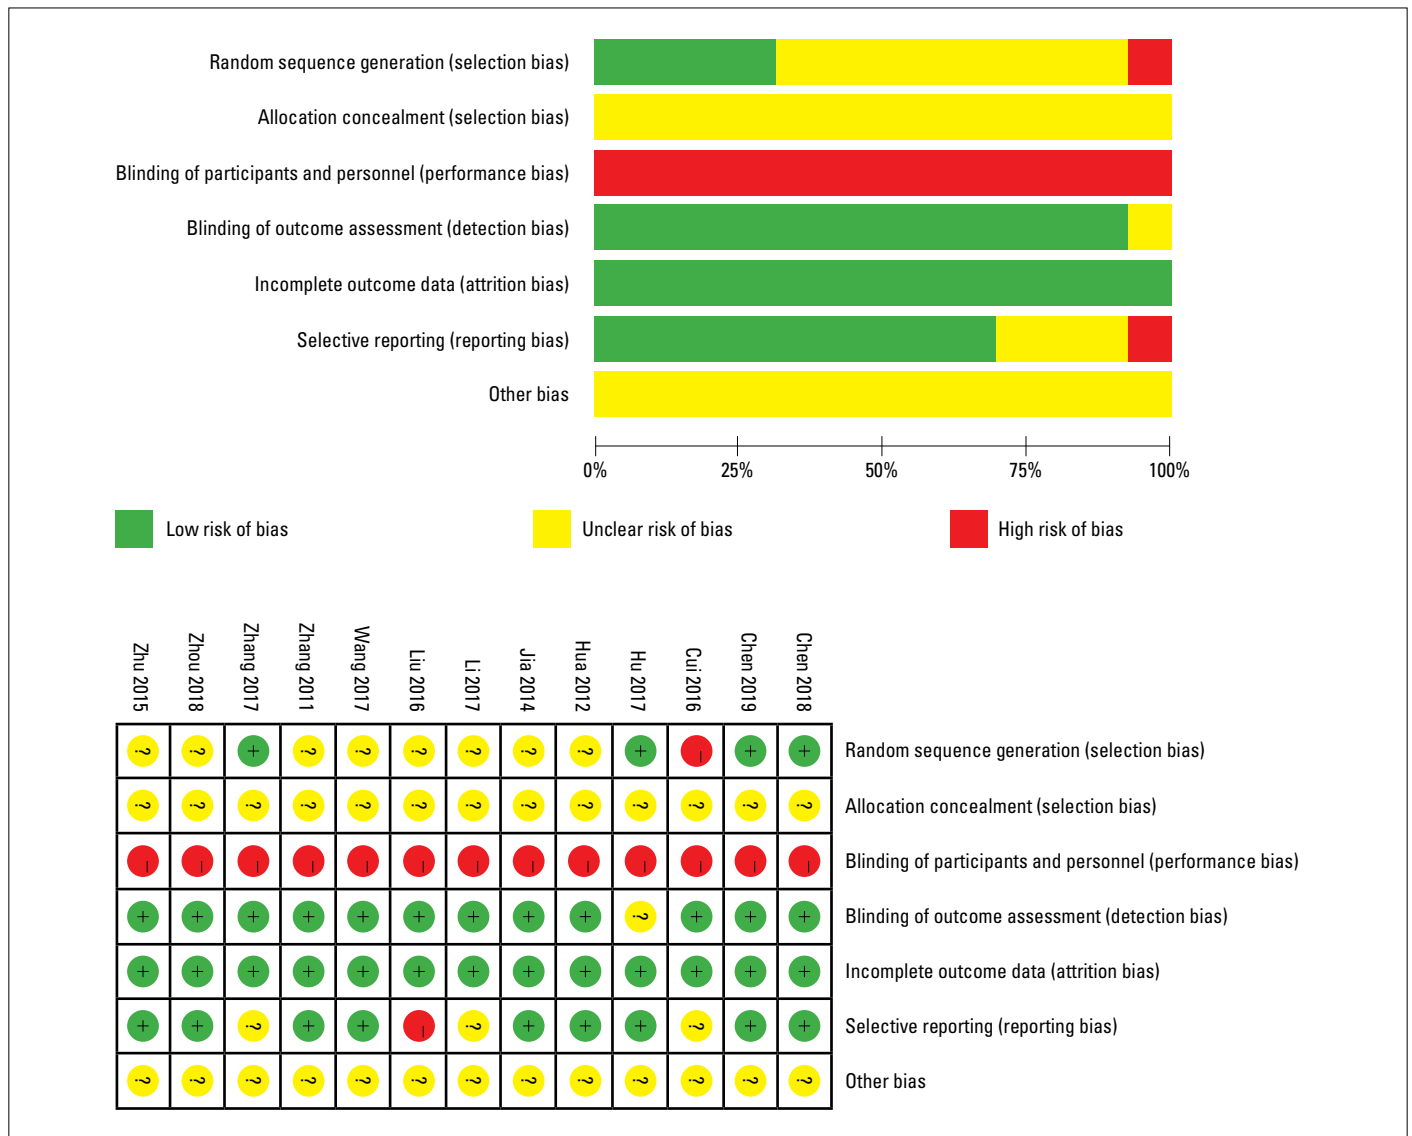 Random sequence generation (selection bias)
Allocation concealment (selection bias)
Blinding of participants and personnel (performance bias)
Blinding of outcome assessment (detection bias)
Incomplete outcome data (attrition bias)
Selective reporting (reporting bias)
Other bias
0% 25% 50% 75% 100%
Low risk of bias Unclear risk of bias High risk of bias
Zhu 2015 Zhou 2018 Zhang 2017 Zhang 2011 Wang 2017 Liu 2016 Li 2017 Jia 2014 Hua 2012 Hu 2017 Cui 2016 Chen 2019 Chen 2018
? ? + ? ? ? ? ? ? + – + + Random sequence generation (selection bias)
? ? ? ? ? ? ? ? ? ? ? ? ? Allocation concealment (selection bias)
– – – – – – – – – – – – – Blinding of participants and personnel (performance bias)
+ + + + + + + + + ? + + + Blinding of outcome assessment (detection bias)
+ + + + + + + + + + + + + Incomplete outcome data (attrition bias)
+ + ? + + – ? + + + ? + + Selective reporting (reporting bias)
? ? ? ? ? ? ? ? ? ? ? ? ? Other bias